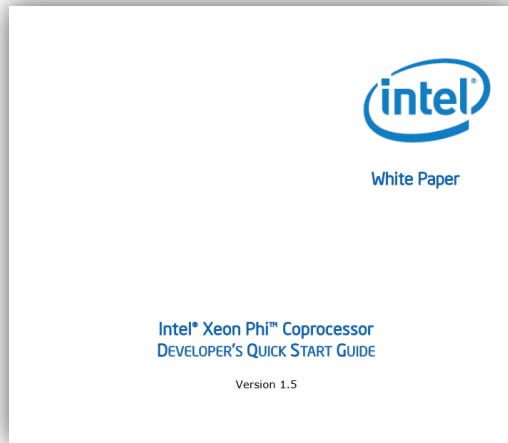 intel®
White Paper
Intel® Xeon Phi™ Coprocessor
DEVELOPER'S QUICK START GUIDE
Version 1.5